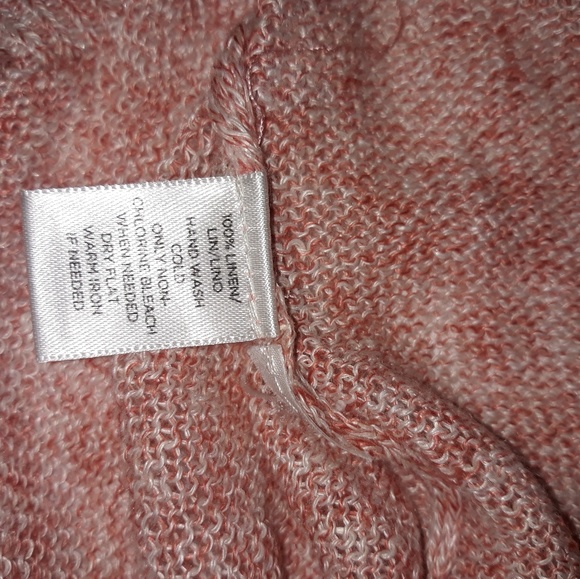 100% LINEN/
LIN/LINO
HAND WASH
COLD
ONLY NON-
CHLORINE BLEACH
WHEN NEEDED
DRY FLAT
WARM IRON
IF NEEDED